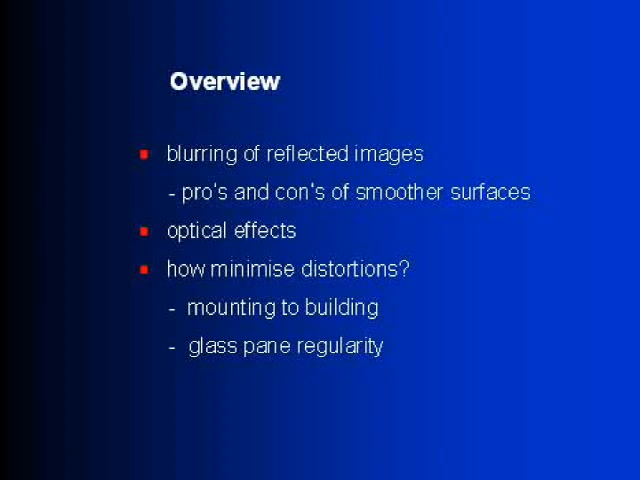 Overview
blurring of reflected images
- pro's and con's of smoother surfaces
optical effects
how minimise distortions?
- mounting to building
- glass pane regularity